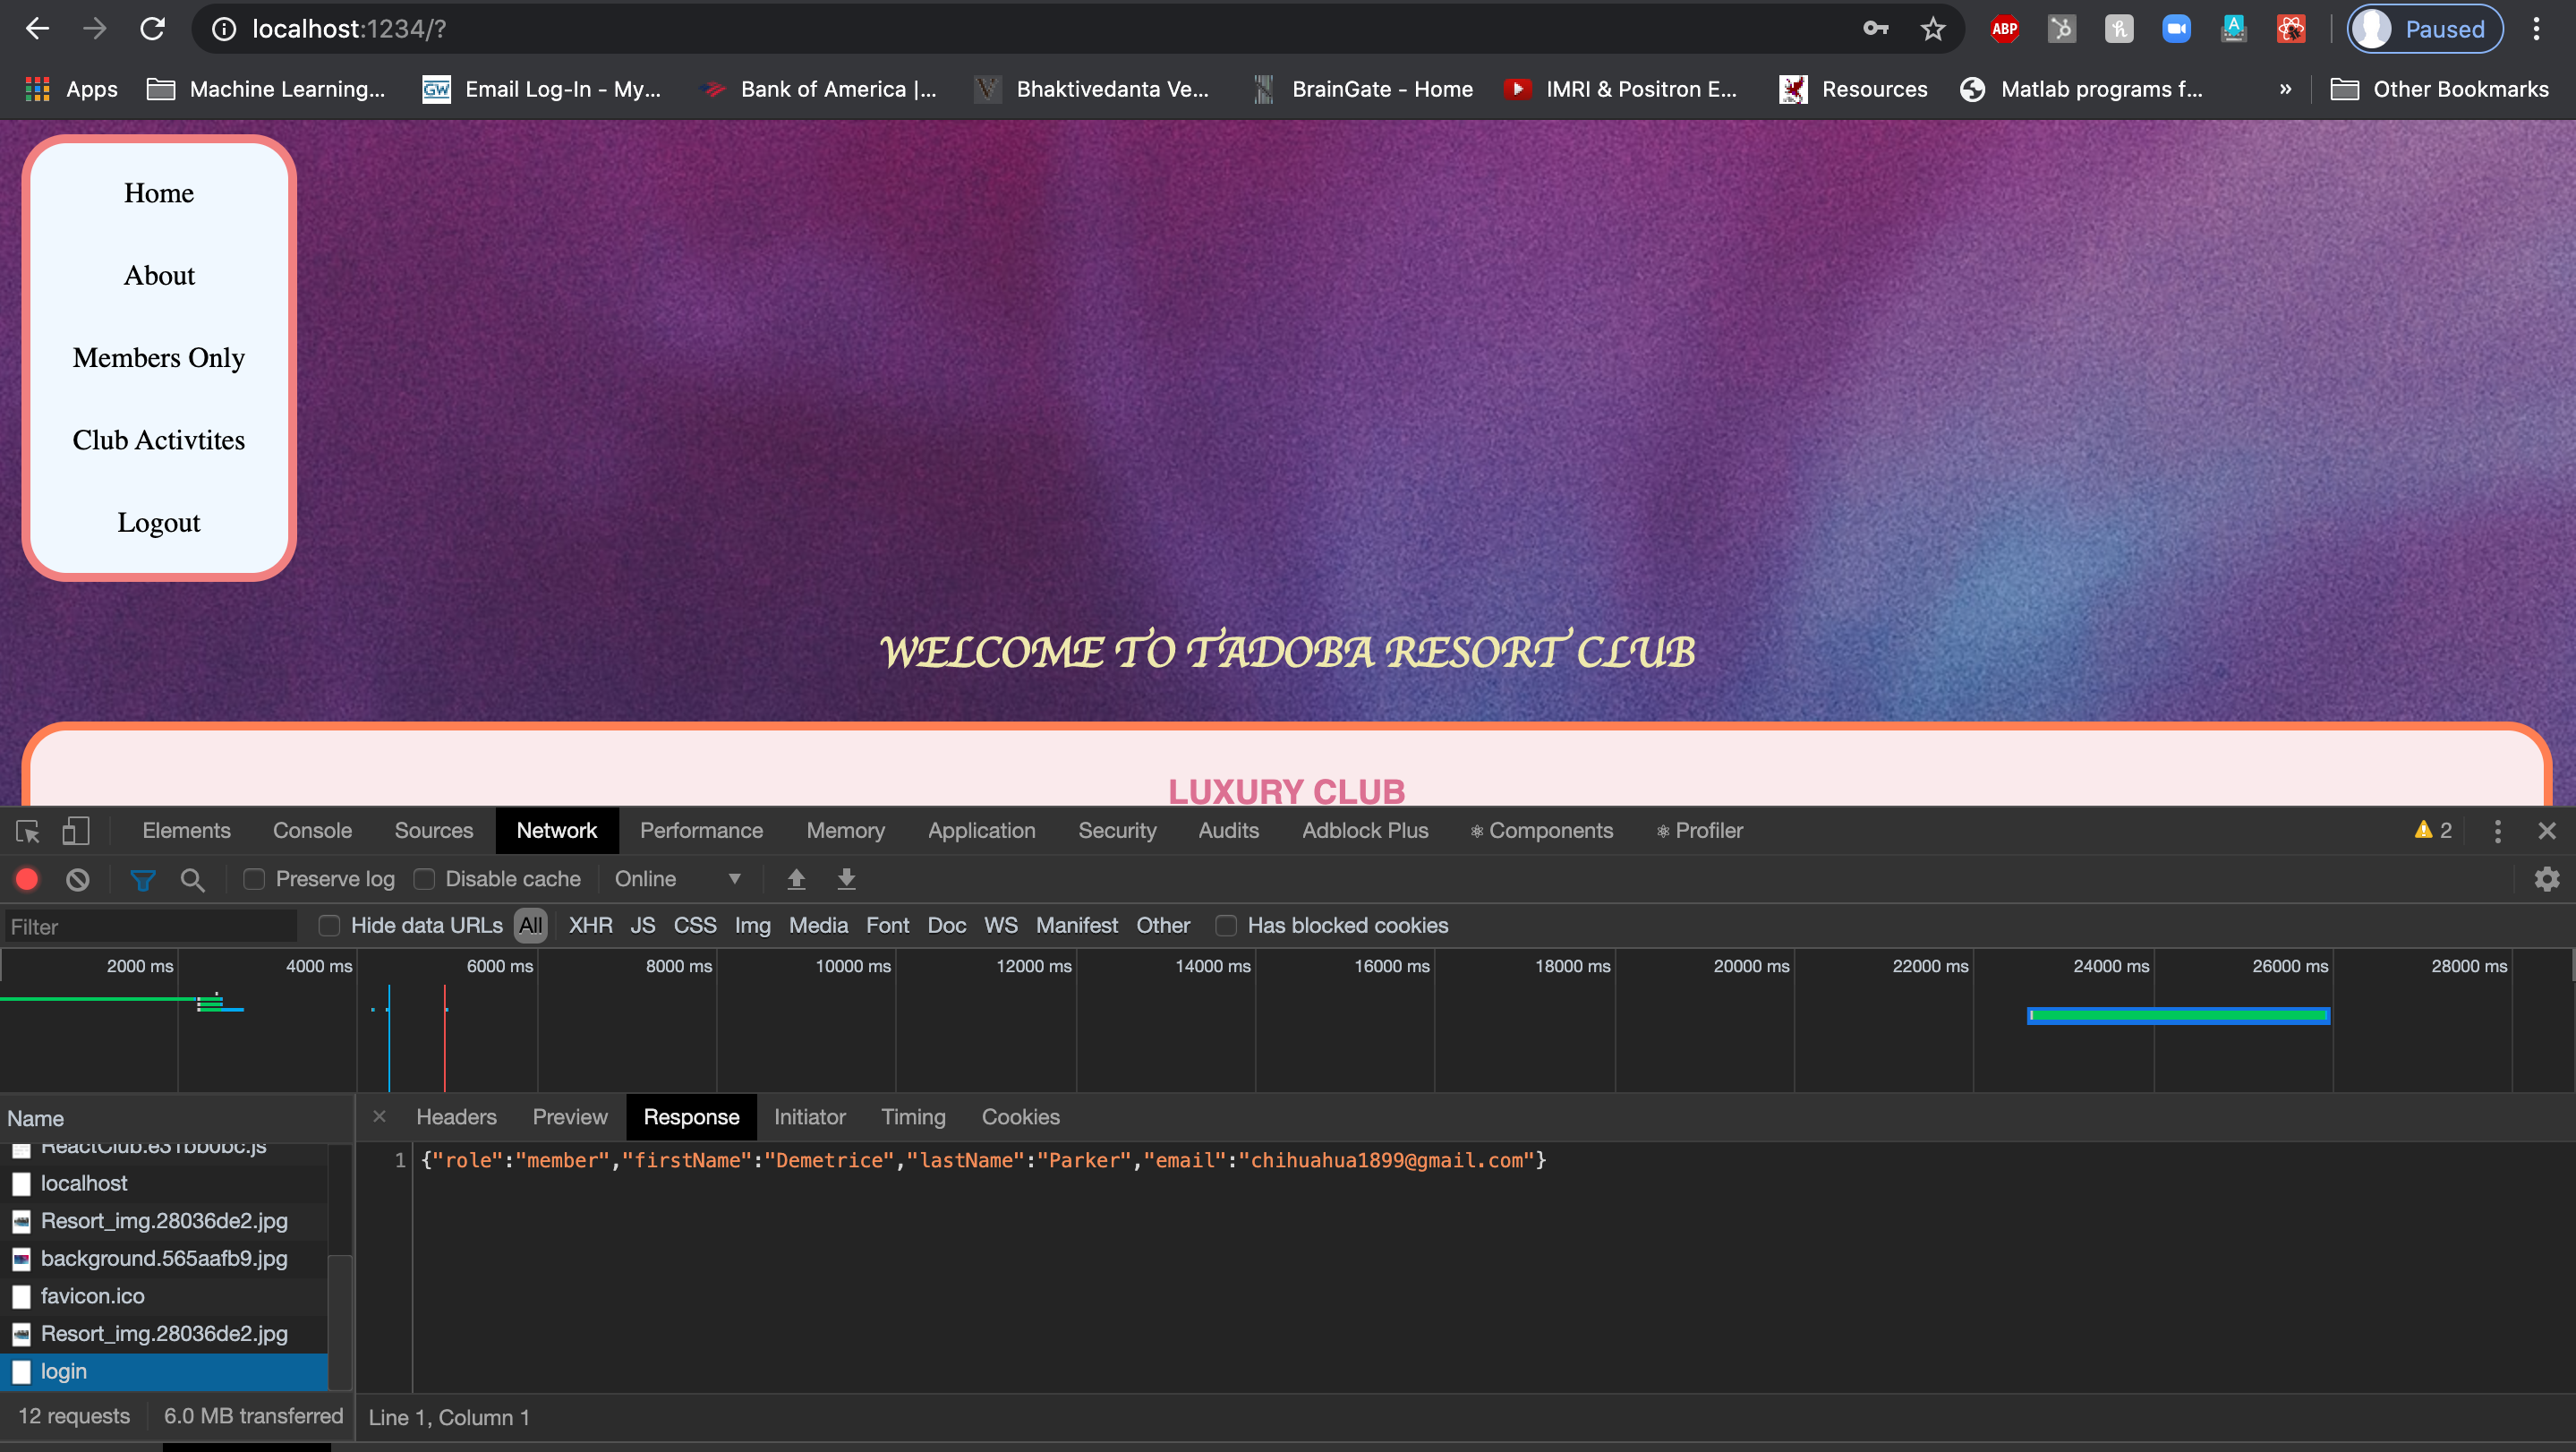 localhost:1234/?
ABP
Paused
Apps Machine Learning... Email Log-In - My... Bank of America |... Bhaktivedanta Ve... BrainGate - Home IMRI & Positron E... Resources Matlab programs f... » Other Bookmarks
Home
About
Members Only
Club Activtites
Logout
WELCOME TO TADOBA RESORT CLUB
LUXURY CLUB
Elements Console Sources Network Performance Memory Application Security Audits Adblock Plus ⚛ Components ⚛ Profiler 2
Preserve log Disable cache Online
Filter Hide data URLs All XHR JS CSS Img Media Font Doc WS Manifest Other Has blocked cookies
2000 ms 4000 ms 6000 ms 8000 ms 10000 ms 12000 ms 14000 ms 16000 ms 18000 ms 20000 ms 22000 ms 24000 ms 26000 ms 28000 ms
Name
Headers Preview Response Initiator Timing Cookies
ReactClub.e31bb0bc.js
localhost
Resort_img.28036de2.jpg
background.565aafb9.jpg
favicon.ico
Resort_img.28036de2.jpg
login
1 {"role":"member","firstName":"Demetrice","lastName":"Parker","email":"chihuahua1899@gmail.com"}
12 requests 6.0 MB transferred
Line 1, Column 1